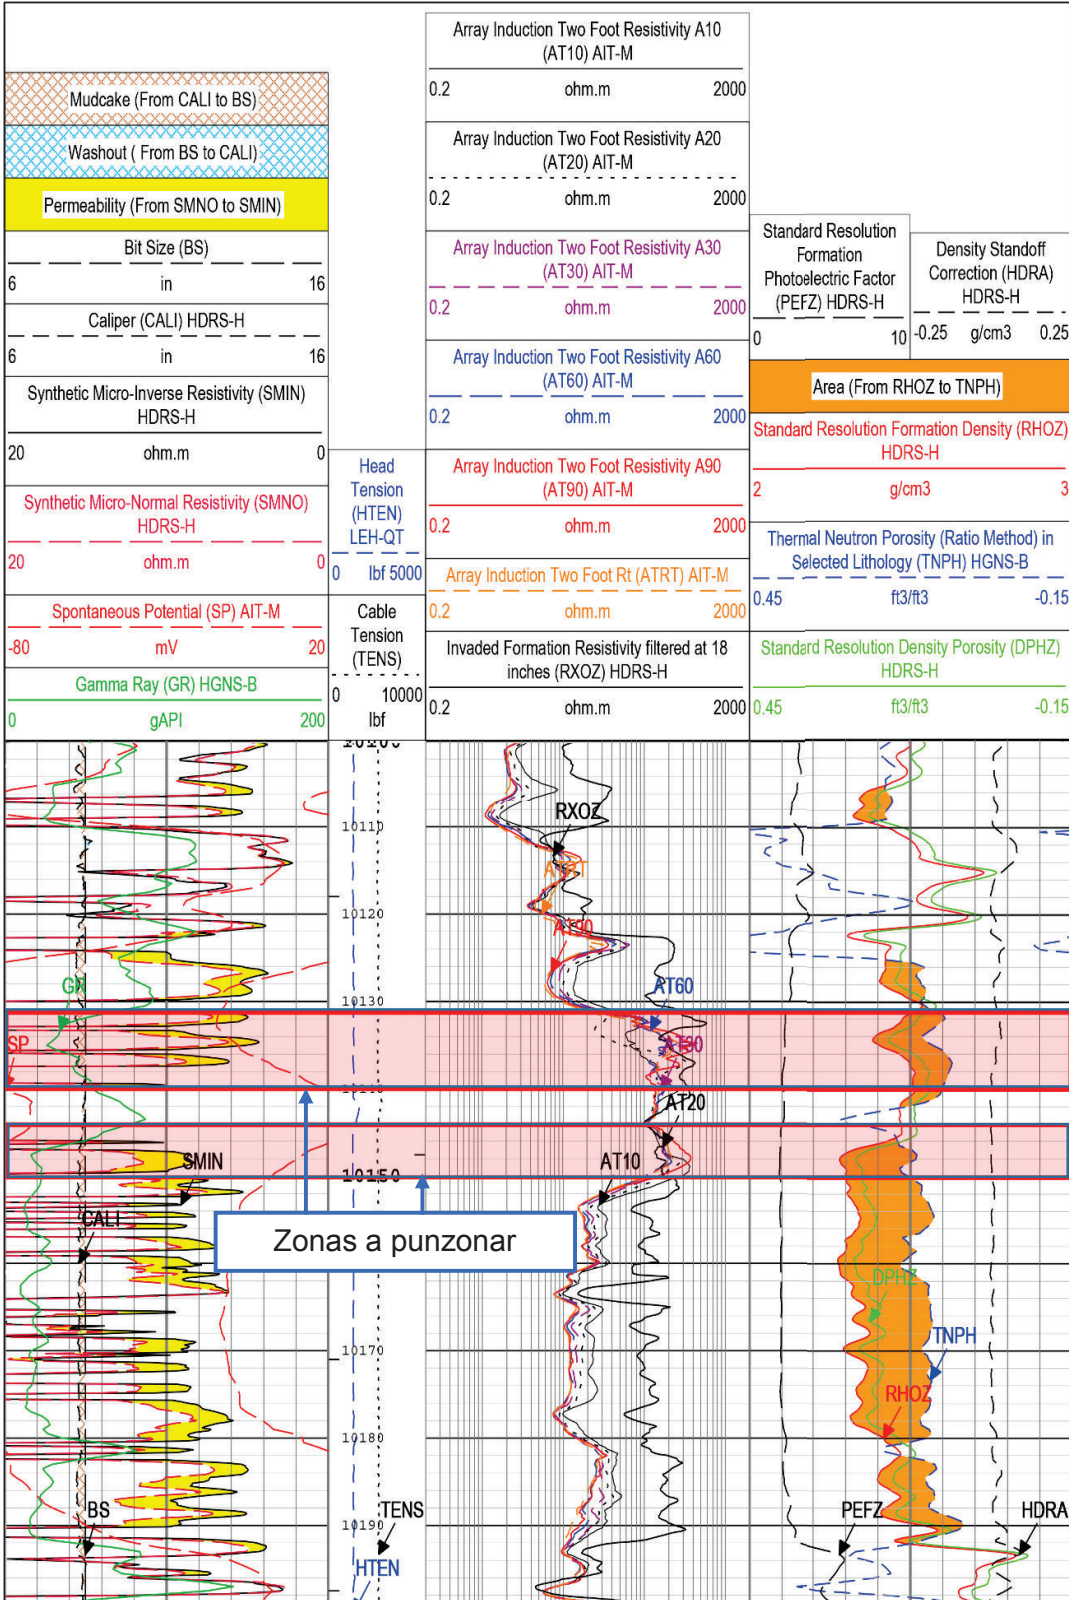 Mudcake (From CALI to BS)
Washout ( From BS to CALI)
Permeability (From SMNO to SMIN)
Bit Size (BS)
6 in 16
Caliper (CALI) HDRS-H
6 in 16
Synthetic Micro-Inverse Resistivity (SMIN)
HDRS-H
20 ohm.m 0
Synthetic Micro-Normal Resistivity (SMNO)
HDRS-H
20 ohm.m 0
Spontaneous Potential (SP) AIT-M
-80 mV 20
Gamma Ray (GR) HGNS-B
0 gAPI 200
Head
Tension
(HTEN)
LEH-QT
0 lbf 5000
Cable
Tension
(TENS)
0 10000
lbf
Array Induction Two Foot Resistivity A10
(AT10) AIT-M
0.2 ohm.m 2000
Array Induction Two Foot Resistivity A20
(AT20) AIT-M
0.2 ohm.m 2000
Array Induction Two Foot Resistivity A30
(AT30) AIT-M
0.2 ohm.m 2000
Array Induction Two Foot Resistivity A60
(AT60) AIT-M
0.2 ohm.m 2000
Array Induction Two Foot Resistivity A90
(AT90) AIT-M
0.2 ohm.m 2000
Array Induction Two Foot Rt (ATRT) AIT-M
0.2 ohm.m 2000
Invaded Formation Resistivity filtered at 18
inches (RXOZ) HDRS-H
0.2 ohm.m 2000
Standard Resolution
Formation
Photoelectric Factor
(PEFZ) HDRS-H
0 10
Density Standoff
Correction (HDRA)
HDRS-H
-0.25 g/cm3 0.25
Area (From RHOZ to TNPH)
Standard Resolution Formation Density (RHOZ)
HDRS-H
2 g/cm3 3
Thermal Neutron Porosity (Ratio Method) in
Selected Lithology (TNPH) HGNS-B
0.45 ft3/ft3 -0.15
Standard Resolution Density Porosity (DPHZ)
HDRS-H
0.45 ft3/ft3 -0.15
RXOZ
10110
ATRT
10120
AT90
GR
AT60
10130
SP
AT30
AT20
SMIN
AT10
10150
CALI
Zonas a punzonar
DPHZ
TNPH
10170
RHOZ
10180
BS
TENS
PEFZ
HDRA
10190
HTEN